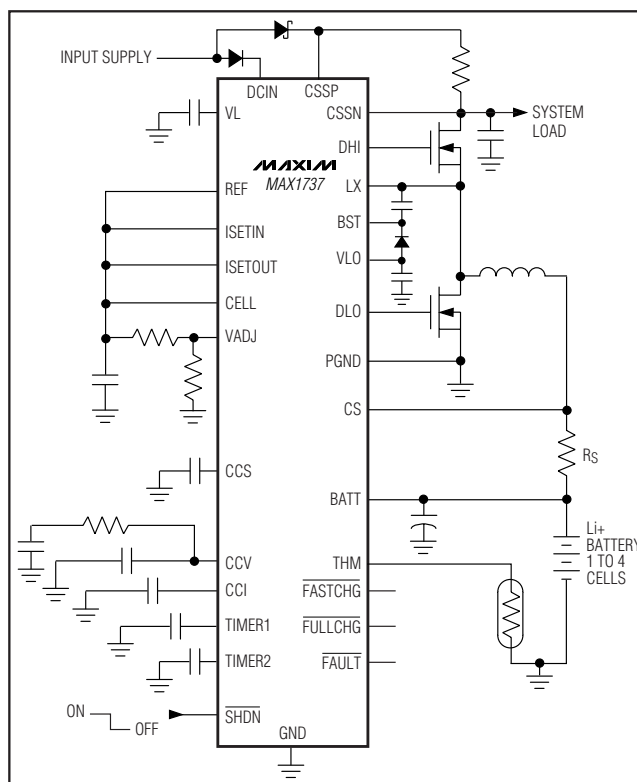 INPUT SUPPLY
DCIN
CSSP
VL
CSSN
SYSTEM
LOAD
DHI
MAXIM
MAX1737
REF
LX
ISETIN
BST
ISETOUT
VLO
CELL
DLO
VADJ
PGND
CS
RS
CCS
BATT
Li+
BATTERY
1 TO 4
CELLS
CCV
THM
CCI
FASTCHG
TIMER1
FULLCHG
TIMER2
FAULT
ON
OFF
SHDN
GND